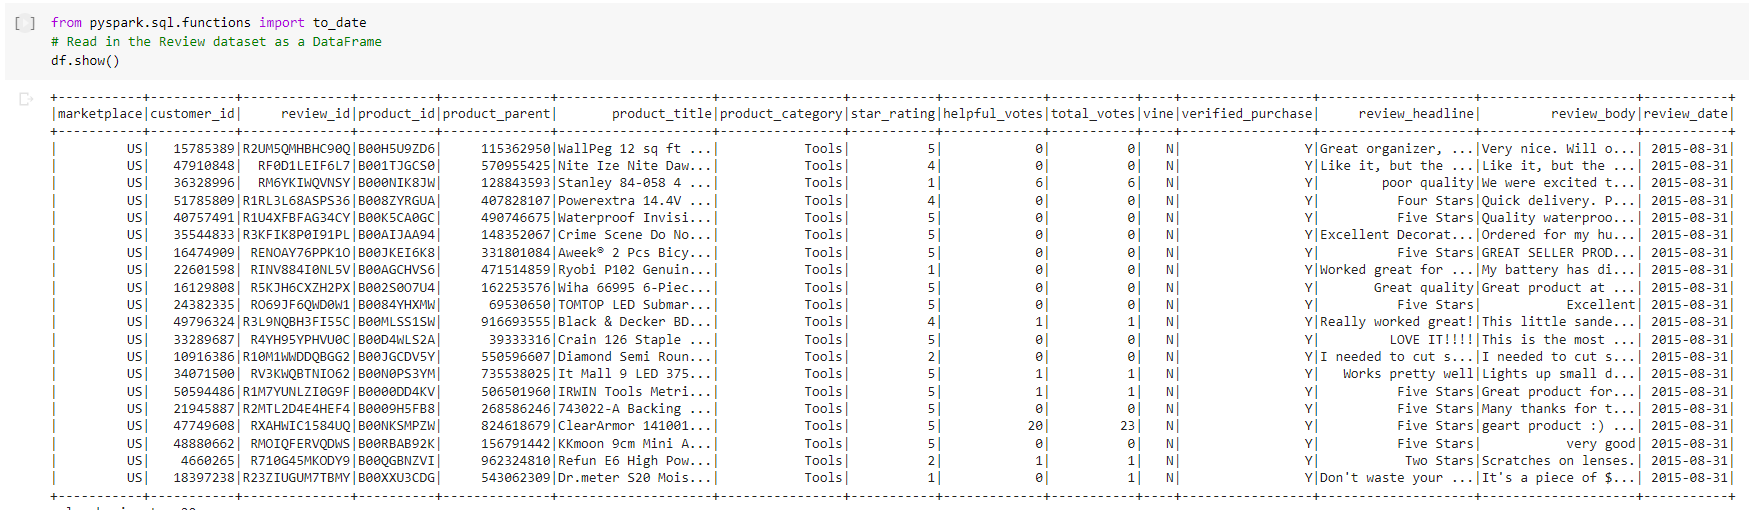 [ ] from pyspark.sql.functions import to_date
# Read in the Review dataset as a DataFrame
df.show()
+-----------+-----------+--------------+----------+--------------+--------------------+----------------+-----------+-------------+-----------+----+-----------------+--------------------+--------------------+-----------+
|marketplace|customer_id|     review_id|product_id|product_parent|       product_title|product_category|star_rating|helpful_votes|total_votes|vine|verified_purchase|     review_headline|         review_body|review_date|
+-----------+-----------+--------------+----------+--------------+--------------------+----------------+-----------+-------------+-----------+----+-----------------+--------------------+--------------------+-----------+
|         US|   15785389|R2UM5QMHBHC90Q|B00H5U9ZD6|     115362950|WallPeg 12 sq ft ...|           Tools|          5|            0|          0|   N|                Y|Great organizer, ...|Very nice. Will o...| 2015-08-31|
|         US|   47910848| RF0D1LEIF6L7|B001TJGCS0|     570955425|Nite Ize Nite Daw...|           Tools|          4|            0|          0|   N|                Y|Like it, but the ...|Like it, but the ...| 2015-08-31|
|         US|   36328996| RM6YKIWQVNSY|B000NIK8JW|     128843593|Stanley 84-058 4 ...|           Tools|          1|            6|          6|   N|                Y|        poor quality|We were excited t...| 2015-08-31|
|         US|   51785809|R1RL3L68ASPS36|B008ZYRGUA|     407828107|Powerextra 14.4V ...|           Tools|          4|            0|          0|   N|                Y|          Four Stars|Quick delivery. P...| 2015-08-31|
|         US|   40757491|R1U4XFBFAG34CY|B00K5CA0GC|     490746675|Waterproof Invisi...|           Tools|          5|            0|          0|   N|                Y|          Five Stars|Quality waterproo...| 2015-08-31|
|         US|   35544833|R3KFIK8P0I91PL|B00AIJAA94|     148352067|Crime Scene Do No...|           Tools|          5|            0|          0|   N|                Y|Excellent Decorat...|Ordered for my hu...| 2015-08-31|
|         US|   16474909| RENOAY76PPK1O|B00JKEI6K8|     331801084|Aweek® 2 Pcs Bicy...|           Tools|          5|            0|          0|   N|                Y|          Five Stars|GREAT SELLER PROD...| 2015-08-31|
|         US|   22601598| RINV884I0NL5V|B00AGCHVS6|     471514859|Ryobi P102 Genuin...|           Tools|          1|            0|          0|   N|                Y|Worked great for ...|My battery has di...| 2015-08-31|
|         US|   16129808| R5KJH6CXZH2PX|B002S0O7U4|     162253576|Wiha 66995 6-Piec...|           Tools|          5|            0|          0|   N|                Y|       Great quality|Great product at ...| 2015-08-31|
|         US|   24382335| RO69JF6QWD0W1|B0084YHXMW|      69530650|TOMTOP LED Submar...|           Tools|          5|            0|          0|   N|                Y|          Five Stars|           Excellent| 2015-08-31|
|         US|   49796324|R3L9NQBH3FI55C|B00MLSS1SW|     916693555|Black & Decker BD...|           Tools|          4|            1|          1|   N|                Y|Really worked great!|This little sande...| 2015-08-31|
|         US|   33289687| R4YH95YPHVU0C|B00D4WLS2A|      39333316|Crain 126 Staple ...|           Tools|          5|            0|          0|   N|                Y|         LOVE IT!!!!|This is the most ...| 2015-08-31|
|         US|   10916386|R10M1WWDDQBGG2|B00JGCDV5Y|     550596607|Diamond Semi Roun...|           Tools|          2|            0|          0|   N|                Y|I needed to cut s...|I needed to cut s...| 2015-08-31|
|         US|   34071500| RV3KWQBTNIO62|B00N0PS3YM|     735538025|It Mall 9 LED 375...|           Tools|          5|            1|          1|   N|                Y|   Works pretty well|Lights up small d...| 2015-08-31|
|         US|   50594486|R1M7YUNLZI0G9F|B0000DD4KV|     506501960|IRWIN Tools Metri...|           Tools|          5|            1|          1|   N|                Y|          Five Stars|Great product for...| 2015-08-31|
|         US|   21945887|R2MTL2D4E4HEF4|B0009H5FB8|     268586246|743022-A Backing ...|           Tools|          5|            0|          0|   N|                Y|          Five Stars|Many thanks for t...| 2015-08-31|
|         US|   47749608| RXAHWIC1584UQ|B00NKSMPZW|     824618679|ClearArmor 141001...|           Tools|          5|           20|         23|   N|                Y|          Five Stars|geart product :) ...| 2015-08-31|
|         US|   48880662| RMOIQFERVQDWS|B00RBAB92K|     156791442|KKmoon 9cm Mini A...|           Tools|          5|            0|          0|   N|                Y|          Five Stars|           very good| 2015-08-31|
|         US|    4660265| R710G45MKODY9|B00QGBNZVI|     962324810|Refun E6 High Pow...|           Tools|          2|            1|          1|   N|                Y|           Two Stars|Scratches on lenses.| 2015-08-31|
|         US|   18397238|R23ZIUGUM7TBMY|B00XXU3CDG|     543062309|Dr.meter S20 Mois...|           Tools|          1|            0|          1|   N|                Y|Don't waste your ...|It's a piece of $...| 2015-08-31|
+-----------+-----------+--------------+----------+--------------+--------------------+----------------+-----------+-------------+-----------+----+-----------------+--------------------+--------------------+-----------+